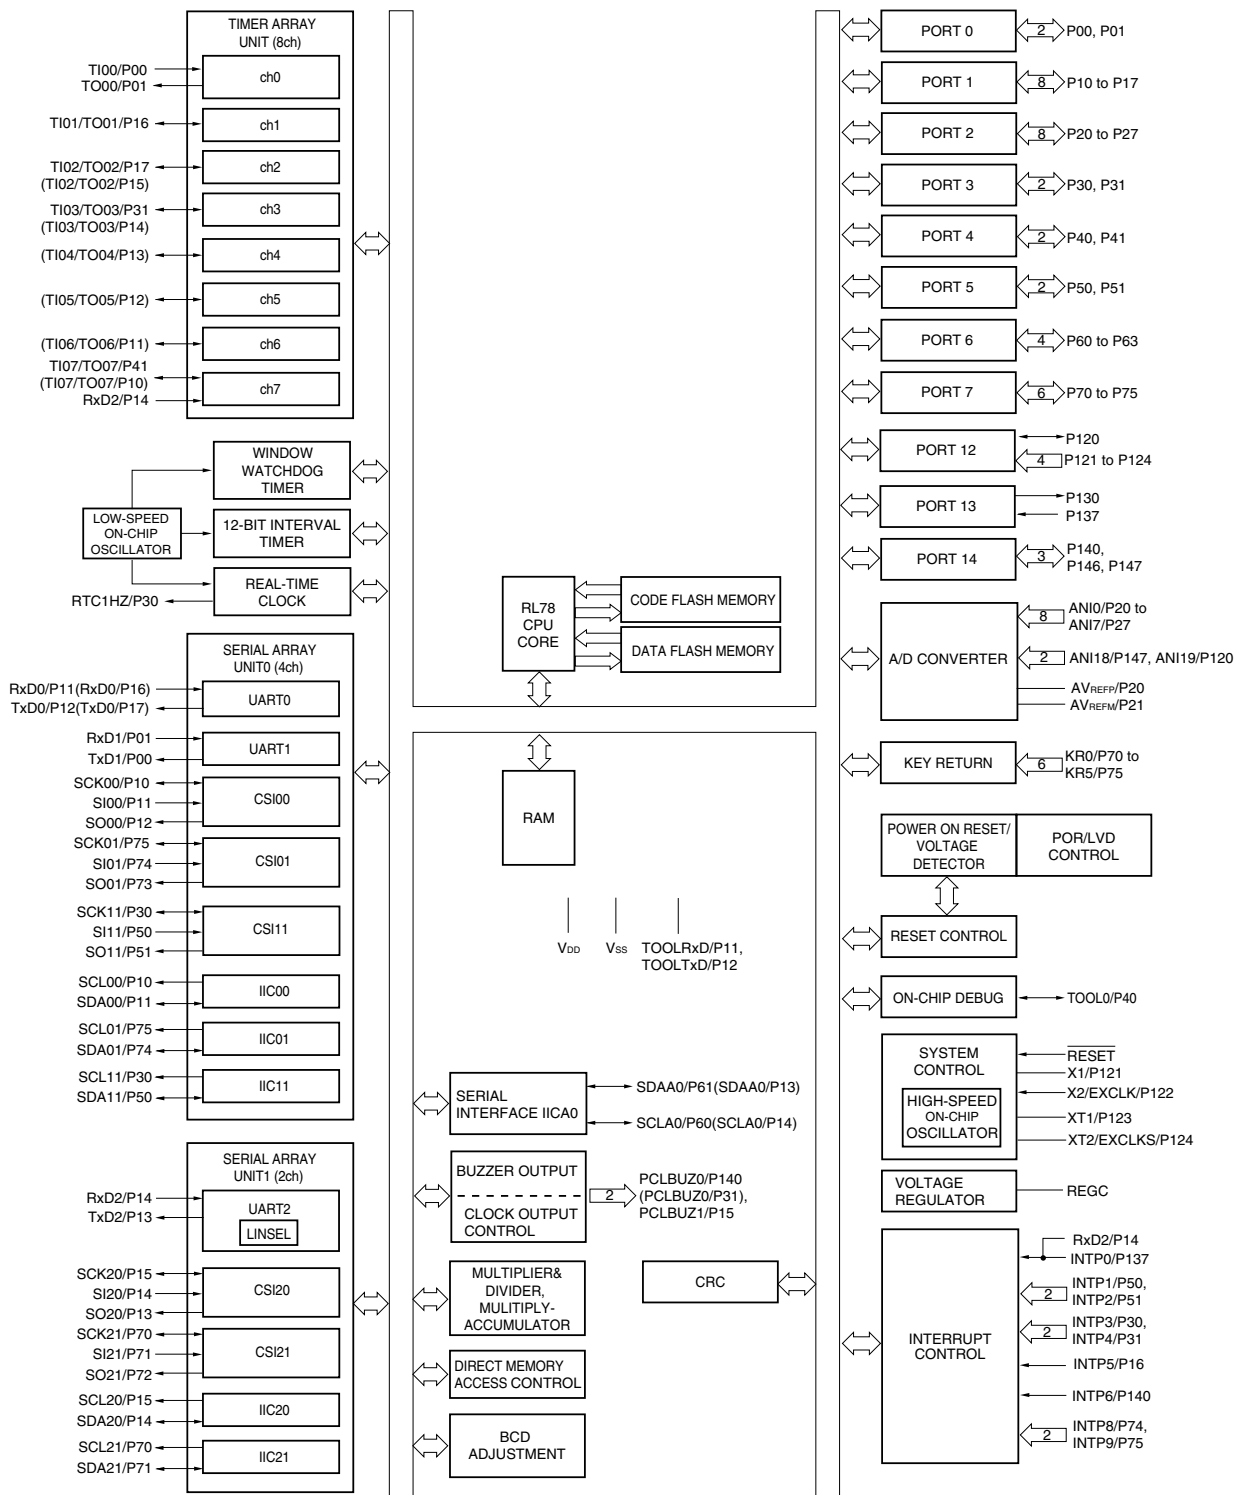 TIMER ARRAY
UNIT (8ch)
TI00/P00
TO00/P01
ch0
TI01/TO01/P16
ch1
TI02/TO02/P17
(TI02/TO02/P15)
ch2
TI03/TO03/P31
(TI03/TO03/P14)
ch3
(TI04/TO04/P13)
ch4
(TI05/TO05/P12)
ch5
(TI06/TO06/P11)
ch6
TI07/TO07/P41
(TI07/TO07/P10)
RxD2/P14
ch7
WINDOW
WATCHDOG
TIMER
LOW-SPEED
ON-CHIP
OSCILLATOR
12-BIT INTERVAL
TIMER
REAL-TIME
CLOCK
RTC1HZ/P30
SERIAL ARRAY
UNIT0 (4ch)
RxD0/P11(RxD0/P16)
TxD0/P12(TxD0/P17)
UART0
RxD1/P01
TxD1/P00
UART1
SCK00/P10
SI00/P11
SO00/P12
CSI00
SCK01/P75
SI01/P74
SO01/P73
CSI01
SCK11/P30
SI11/P50
SO11/P51
CSI11
SCL00/P10
SDA00/P11
IIC00
SCL01/P75
SDA01/P74
IIC01
SCL11/P30
SDA11/P50
IIC11
SERIAL ARRAY
UNIT1 (2ch)
RxD2/P14
TxD2/P13
UART2
LINSEL
SCK20/P15
SI20/P14
SO20/P13
CSI20
SCK21/P70
SI21/P71
SO21/P72
CSI21
SCL20/P15
SDA20/P14
IIC20
SCL21/P70
SDA21/P71
IIC21
RL78
CPU
CORE
CODE FLASH MEMORY
DATA FLASH MEMORY
RAM
VDD
VSS
TOOLRxD/P11,
TOOLTxD/P12
SERIAL
INTERFACE IICA0
SDAA0/P61(SDAA0/P13)
SCLA0/P60(SCLA0/P14)
BUZZER OUTPUT
CLOCK OUTPUT
CONTROL
2
PCLBUZ0/P140
(PCLBUZ0/P31),
PCLBUZ1/P15
MULTIPLIER&
DIVIDER,
MULITIPLY-
ACCUMULATOR
CRC
DIRECT MEMORY
ACCESS CONTROL
BCD
ADJUSTMENT
PORT 0
2
P00, P01
PORT 1
8
P10 to P17
PORT 2
8
P20 to P27
PORT 3
2
P30, P31
PORT 4
2
P40, P41
PORT 5
2
P50, P51
PORT 6
4
P60 to P63
PORT 7
6
P70 to P75
PORT 12
P120
4
P121 to P124
PORT 13
P130
P137
PORT 14
3
P140,
P146, P147
A/D CONVERTER
8
ANI0/P20 to
ANI7/P27
2
ANI18/P147, ANI19/P120
AVREFP/P20
AVREFM/P21
KEY RETURN
6
KR0/P70 to
KR5/P75
POWER ON RESET/
VOLTAGE
DETECTOR
POR/LVD
CONTROL
RESET CONTROL
ON-CHIP DEBUG
TOOL0/P40
SYSTEM
CONTROL
HIGH-SPEED
ON-CHIP
OSCILLATOR
RESET
X1/P121
X2/EXCLK/P122
XT1/P123
XT2/EXCLKS/P124
VOLTAGE
REGULATOR
REGC
INTERRUPT
CONTROL
RxD2/P14
INTP0/P137
2
INTP1/P50,
INTP2/P51
2
INTP3/P30,
INTP4/P31
INTP5/P16
INTP6/P140
2
INTP8/P74,
INTP9/P75